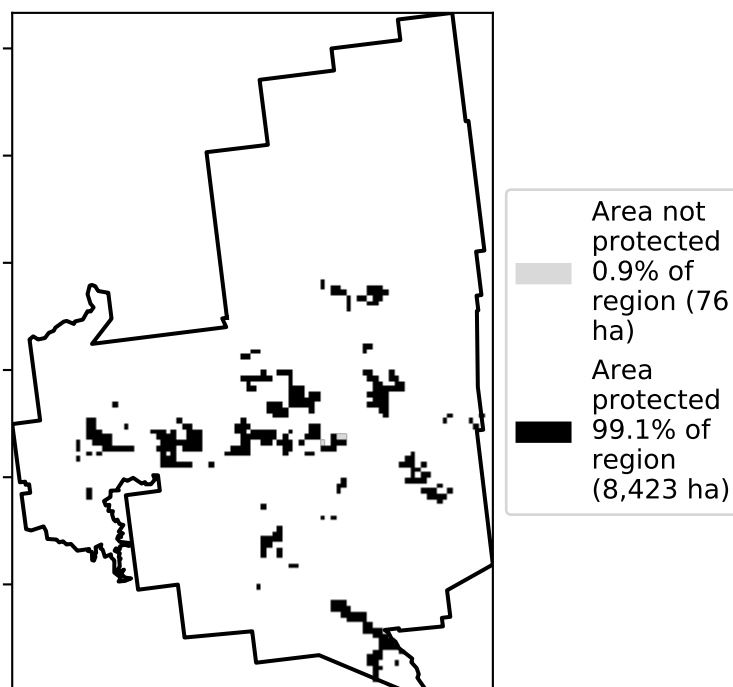 Area not
protected
0.9% of
region (76
ha)
Area
protected
99.1% of
region
(8,423 ha)